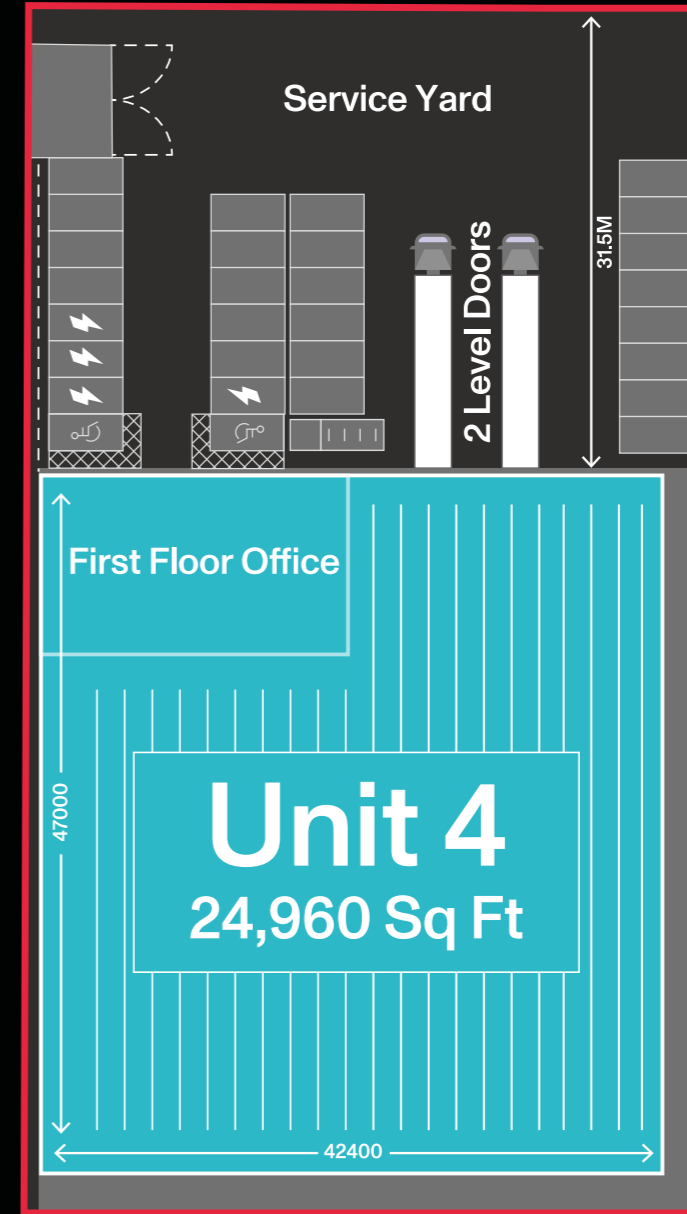 Service Yard
31.5M
2 Level Doors
First Floor Office
47000
Unit 4
24,960 Sq Ft
42400